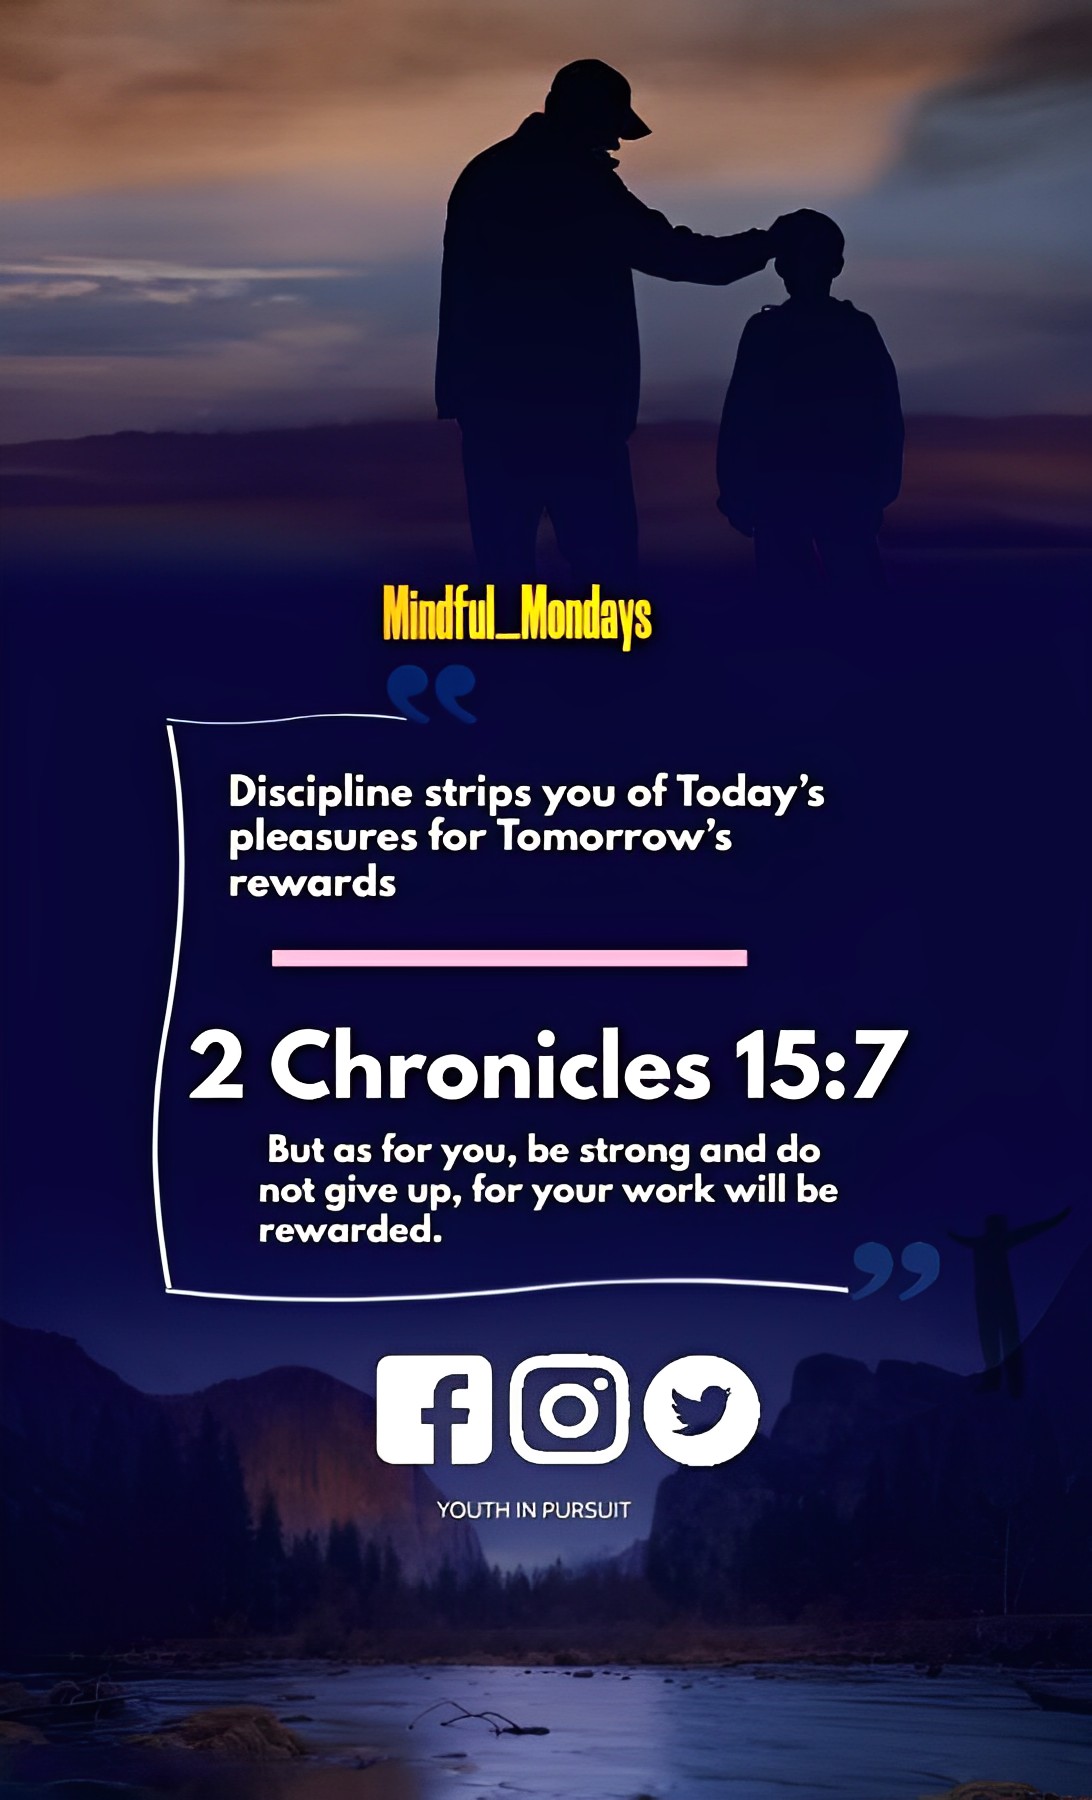 Mindful_Mondays
“
Discipline strips you of Today’s
pleasures for Tomorrow’s
rewards
2 Chronicles 15:7
But as for you, be strong and do
not give up, for your work will be
rewarded.
”
YOUTH IN PURSUIT